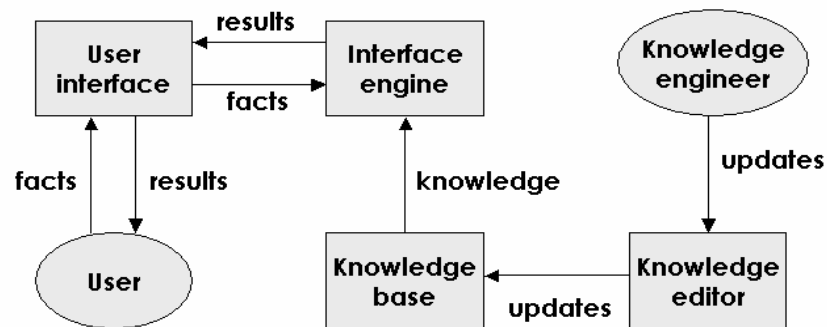 results
User
interface
Interface
engine
Knowledge
engineer
facts
facts
results
knowledge
updates
User
Knowledge
base
Knowledge
editor
updates